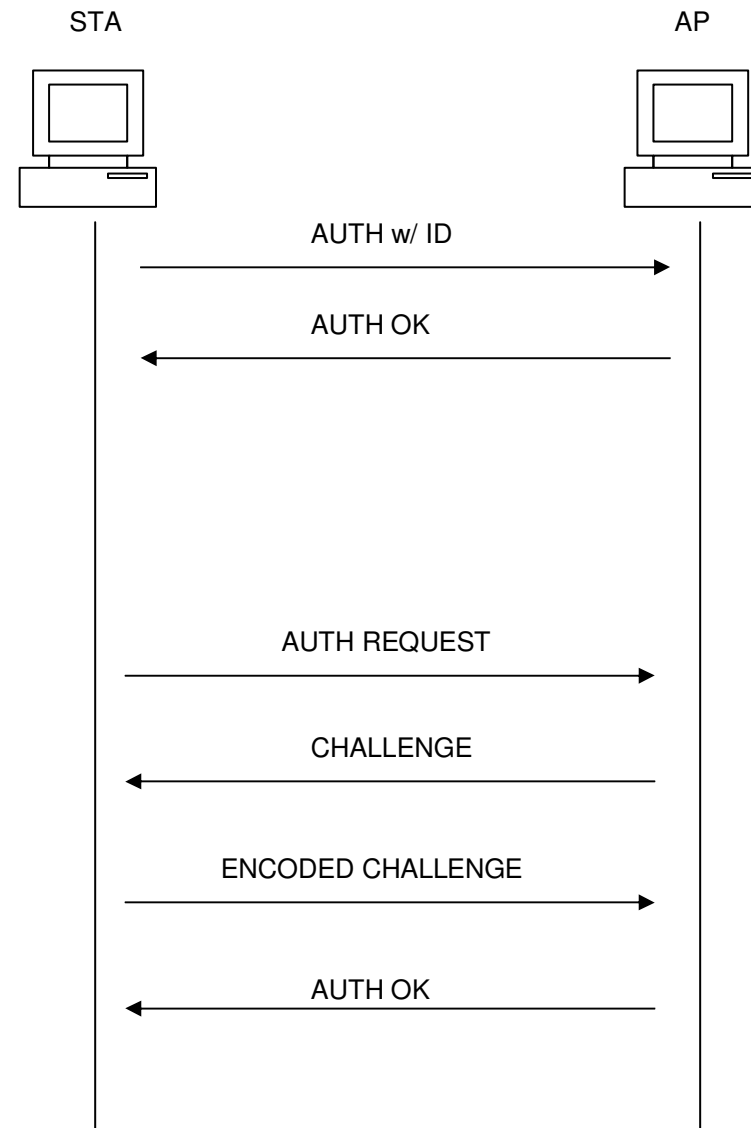 STA
AP
AUTH w/ ID
AUTH OK
AUTH REQUEST
CHALLENGE
ENCODED CHALLENGE
AUTH OK